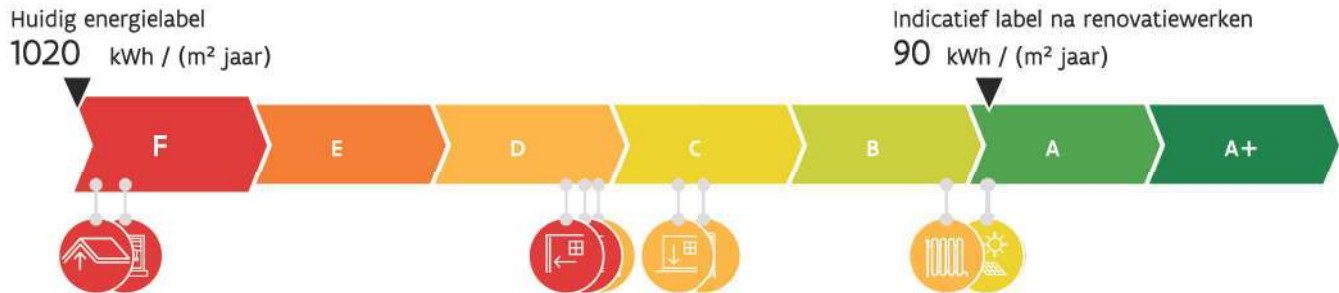 Huidig energielabel
1020 kWh / (m² jaar)
Indicatief label na renovatiewerken
90 kWh / (m² jaar)
F E D C B A A+